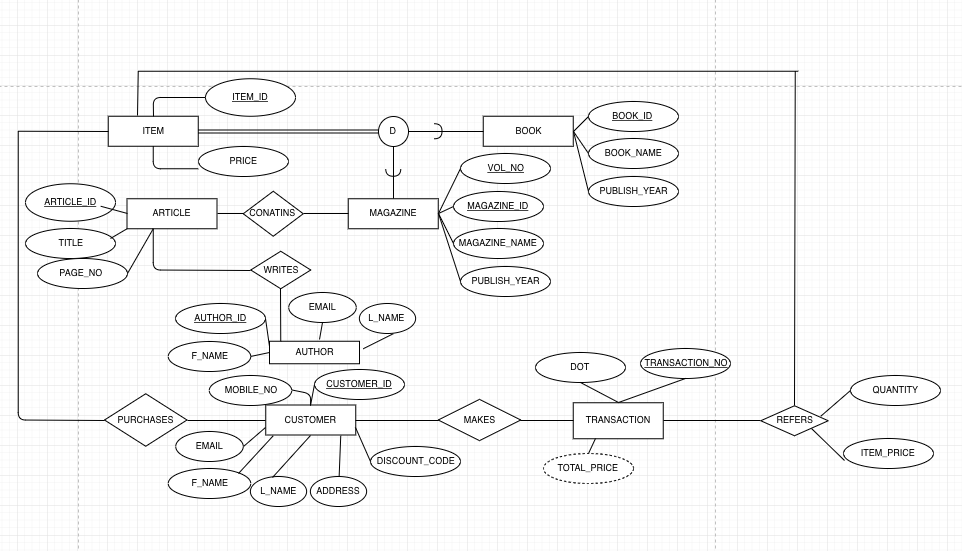 ITEM_ID
ITEM
D
BOOK
BOOK_ID
BOOK_NAME
PUBLISH_YEAR
PRICE
VOL_NO
MAGAZINE_ID
MAGAZINE_NAME
PUBLISH_YEAR
ARTICLE_ID
ARTICLE
CONATINS
MAGAZINE
TITLE
PAGE_NO
WRITES
AUTHOR_ID
EMAIL
L_NAME
F_NAME
AUTHOR
MOBILE_NO
CUSTOMER_ID
DOT
TRANSACTION_NO
QUANTITY
PURCHASES
CUSTOMER
MAKES
TRANSACTION
REFERS
EMAIL
DISCOUNT_CODE
ITEM_PRICE
F_NAME
L_NAME
ADDRESS
TOTAL_PRICE